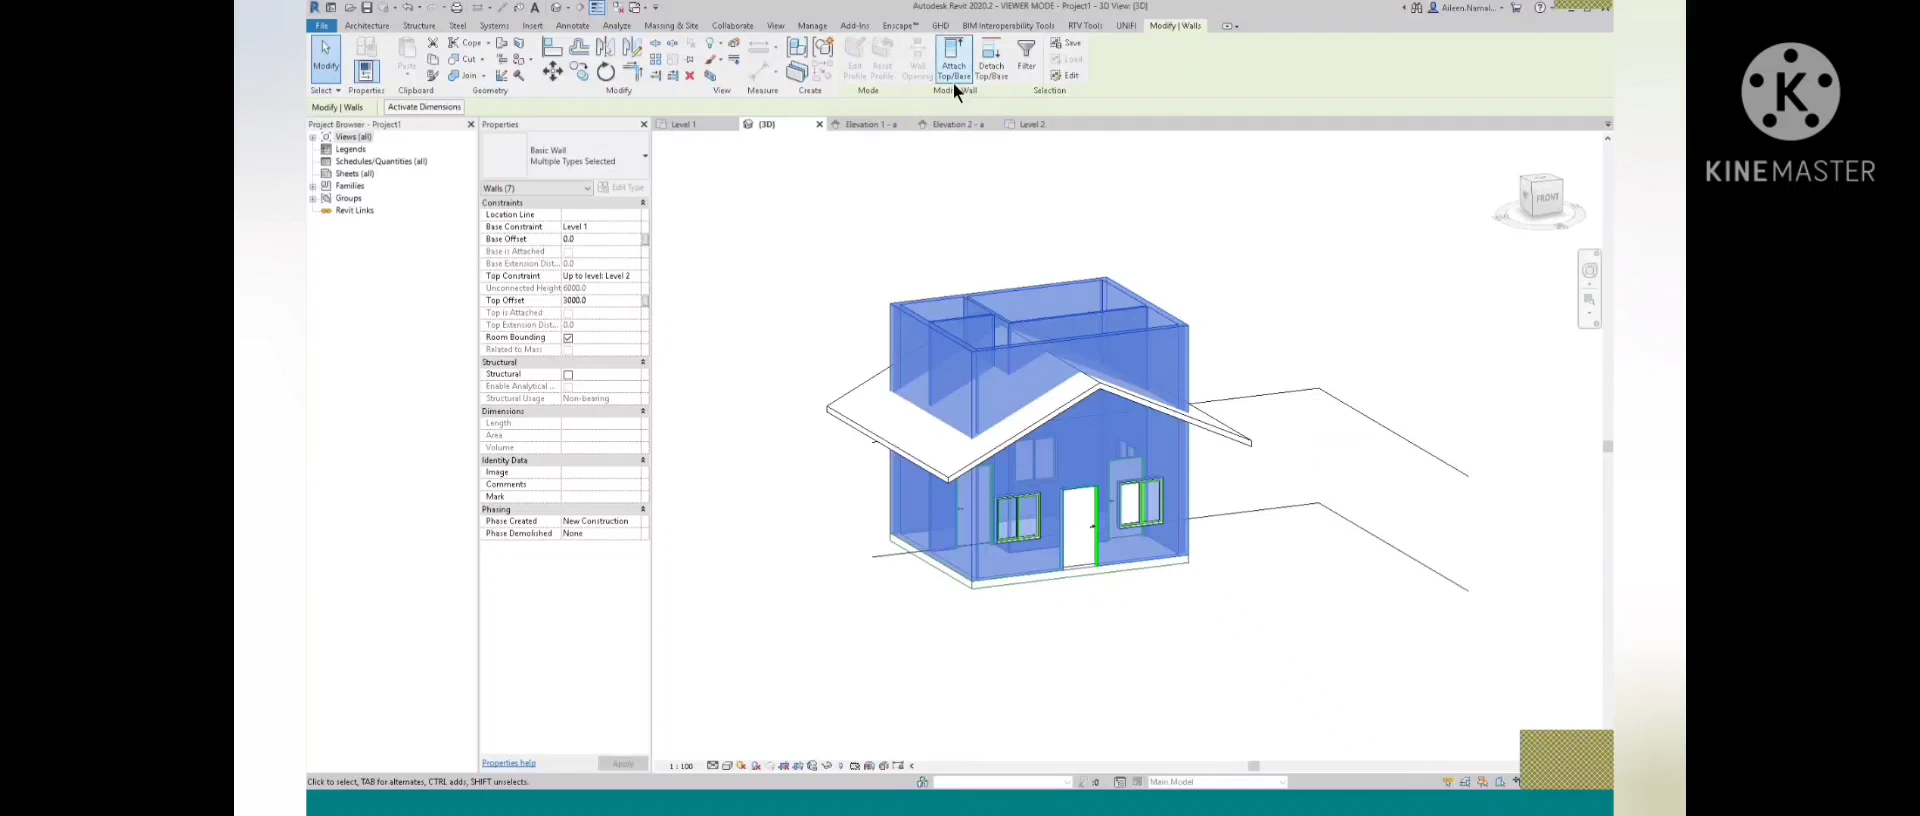 Autodesk Revit 2020.2 - VIEWER MODE - Project1 - 3D View: {3D}
Aileen.Namai...
File Architecture Structure Steel Systems Insert Annotate Analyze Massing & Site Collaborate View Manage Add-Ins Enscape™ GHD BIM Interoperability Tools RTV Tools UNIFI Modify | Walls
Modify
Paste
Cope
Cut
Join
Edit Profile
Reset Profile
Wall Opening
Attach Top/Base
Detach Top/Base
Filter
Save
Load
Edit
Select Properties Clipboard Geometry Modify View Measure Create Mode Modify Wall Selection
Modify | Walls Activate Dimensions
Project Browser - Project1
Views (all)
Legends
Schedules/Quantities (all)
Sheets (all)
Families
Groups
Revit Links
Properties
Basic Wall
Multiple Types Selected
Walls (7) Edit Type
Constraints
Location Line
Base Constraint Level 1
Base Offset 0.0
Base is Attached
Base Extension Dist... 0.0
Top Constraint Up to level: Level 2
Unconnected Height 6000.0
Top Offset 3000.0
Top is Attached
Top Extension Dist... 0.0
Room Bounding
Related to Mass
Structural
Structural
Enable Analytical ...
Structural Usage Non-bearing
Dimensions
Length
Area
Volume
Identity Data
Image
Comments
Mark
Phasing
Phase Created New Construction
Phase Demolished None
Properties help Apply
Level 1 {3D} Elevation 1 - a Elevation 2 - a Level 2
FRONT
1 : 100
Click to select, TAB for alternates, CTRL adds, SHIFT unselects.
:0 Main Model
K
KINEMASTER